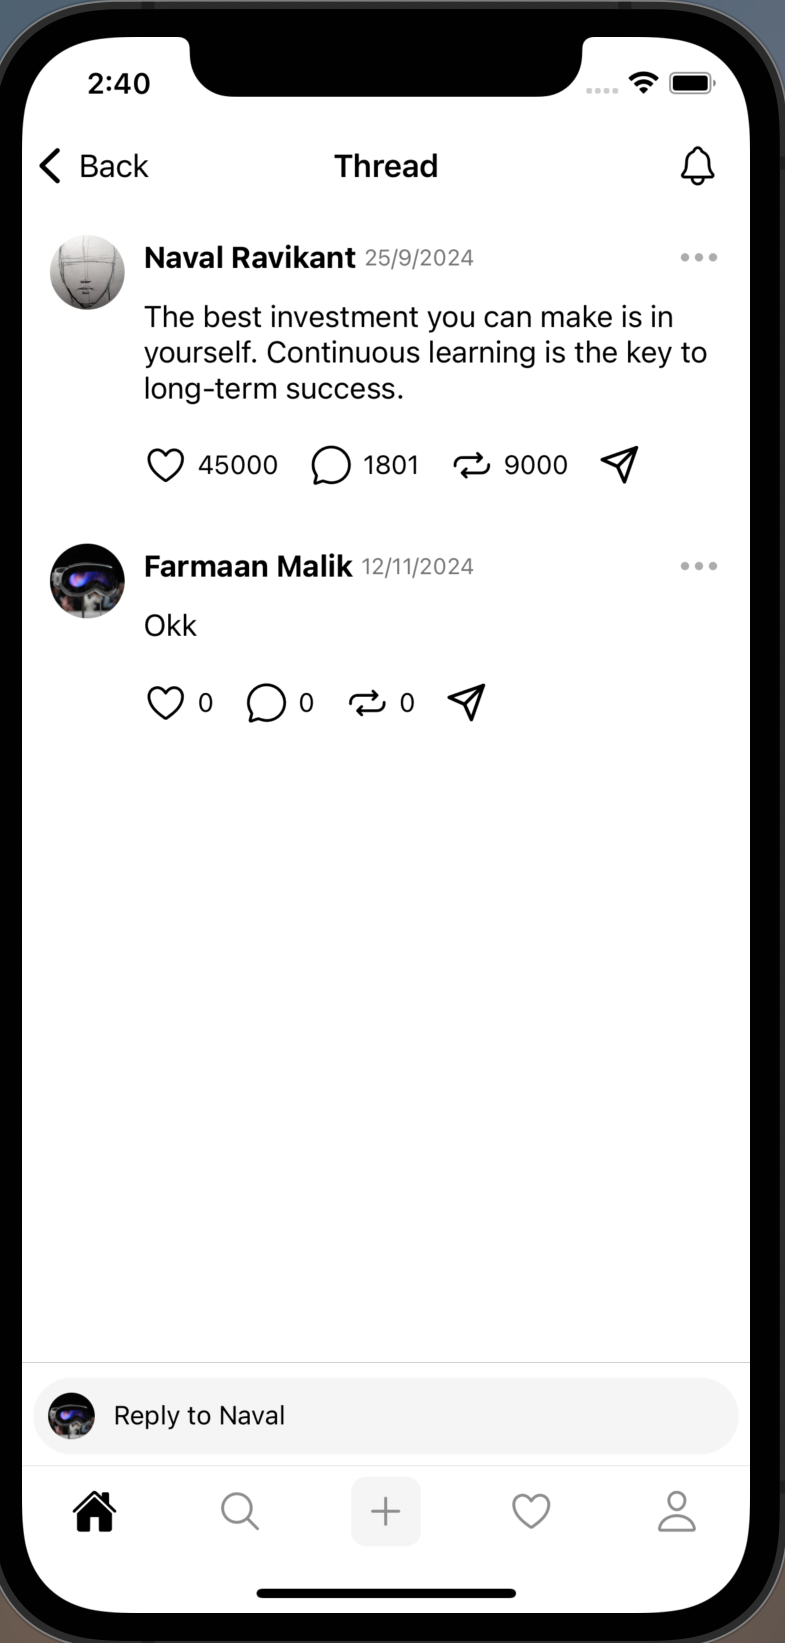 2:40
Back
Thread
Naval Ravikant 25/9/2024
The best investment you can make is in
yourself. Continuous learning is the key to
long-term success.
45000 1801 9000
Farmaan Malik 12/11/2024
Okk
0 0 0
Reply to Naval